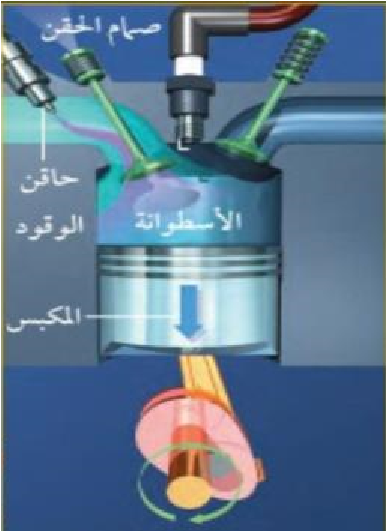 صمام الحقن
حاقن
الوقود
الأسطوانة
المكبس